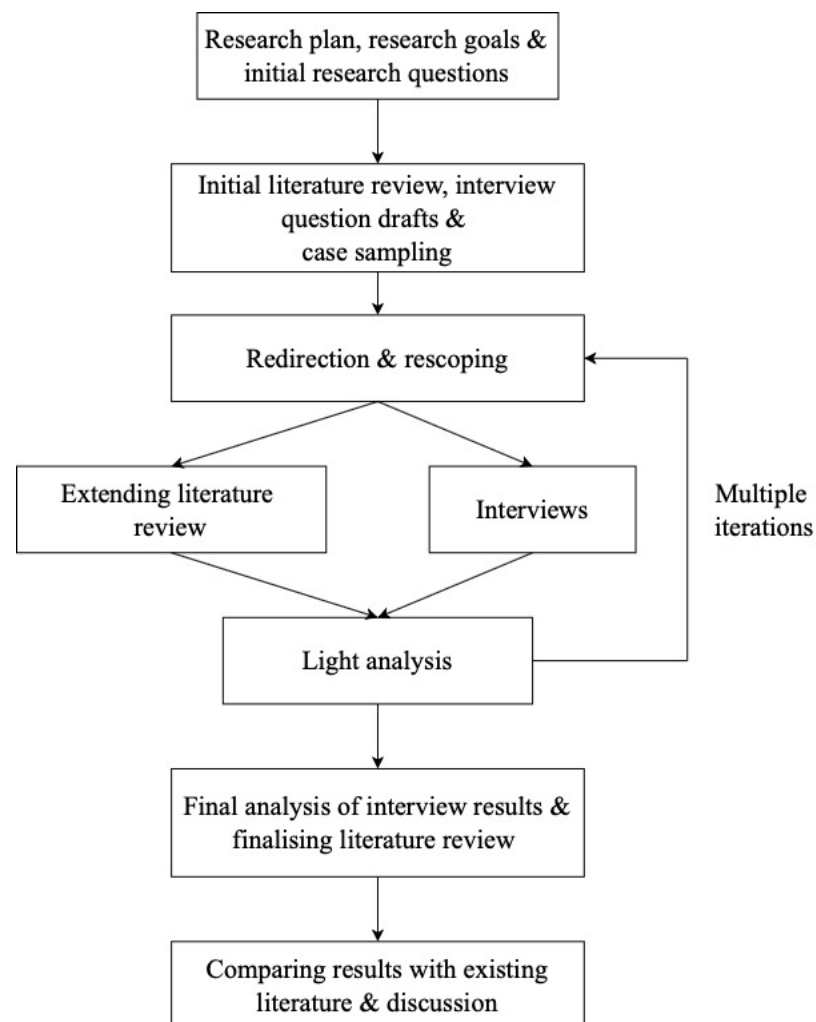 Research plan, research goals &
initial research questions
Initial literature review, interview
question drafts &
case sampling
Redirection & rescoping
Extending literature
review
Interviews
Multiple
iterations
Light analysis
Final analysis of interview results &
finalising literature review
Comparing results with existing
literature & discussion